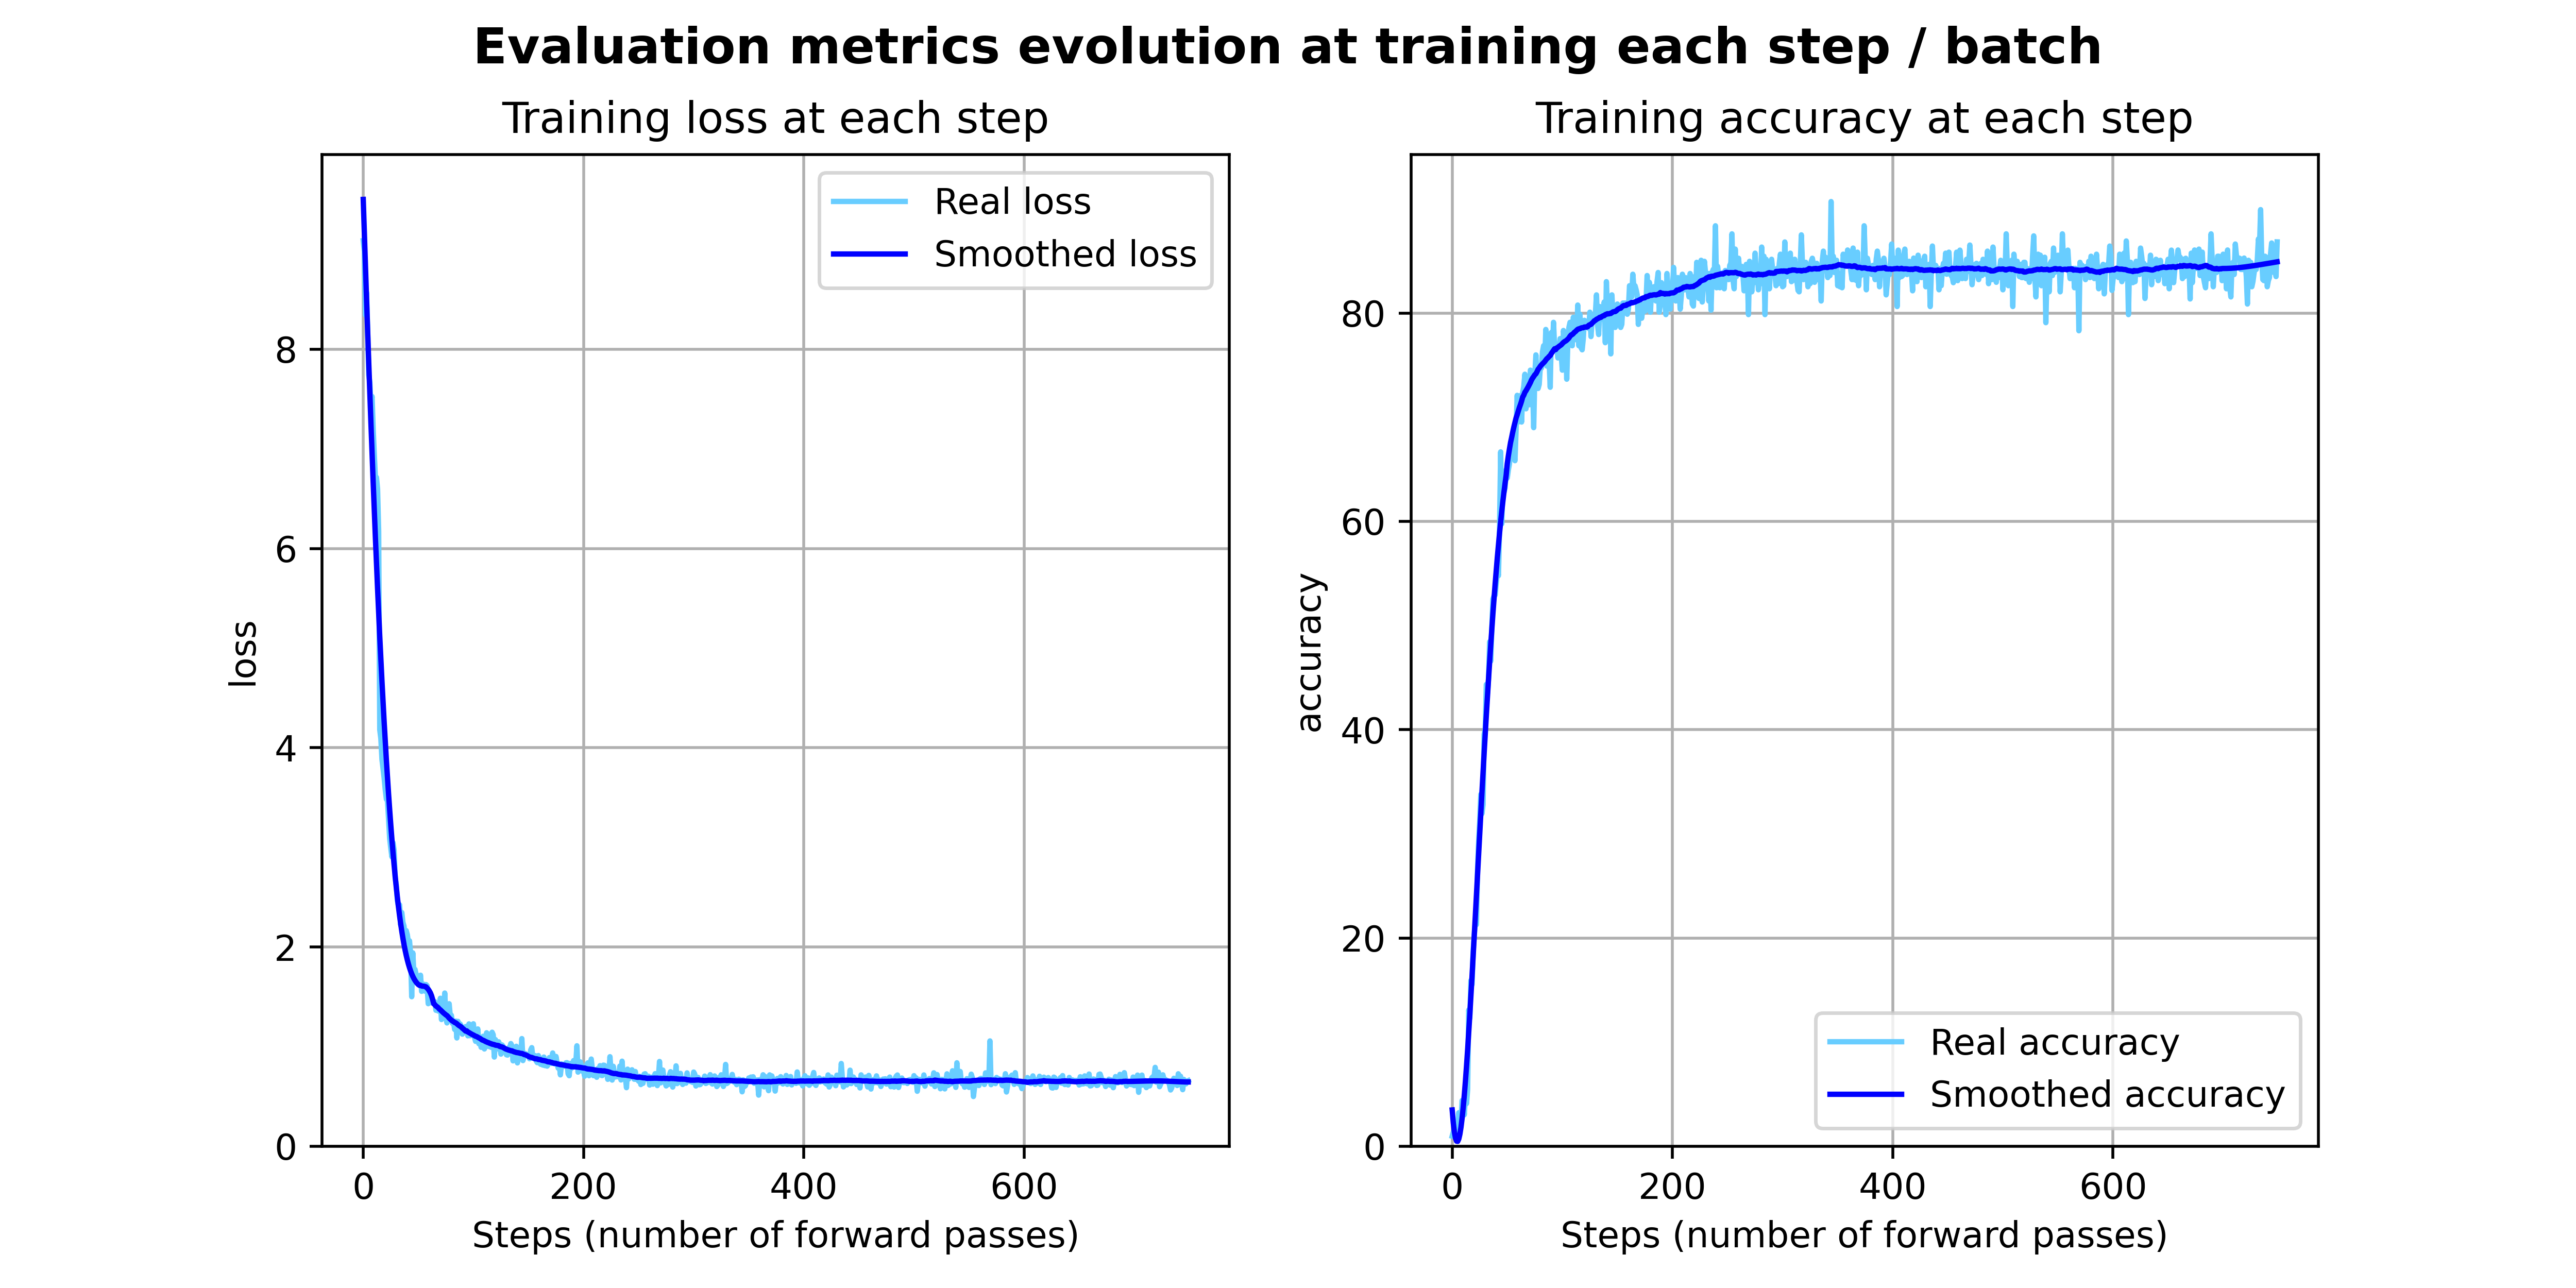 Evaluation metrics evolution at training each step / batch
Training loss at each step
Real loss
Smoothed loss
8
6
4
2
0
loss
0 200 400 600
Steps (number of forward passes)
Training accuracy at each step
80
60
40
20
0
accuracy
Real accuracy
Smoothed accuracy
0 200 400 600
Steps (number of forward passes)